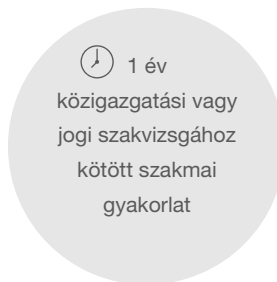 1 év
közigazgatási vagy
jogi szakvizsgához
kötött szakmai
gyakorlat